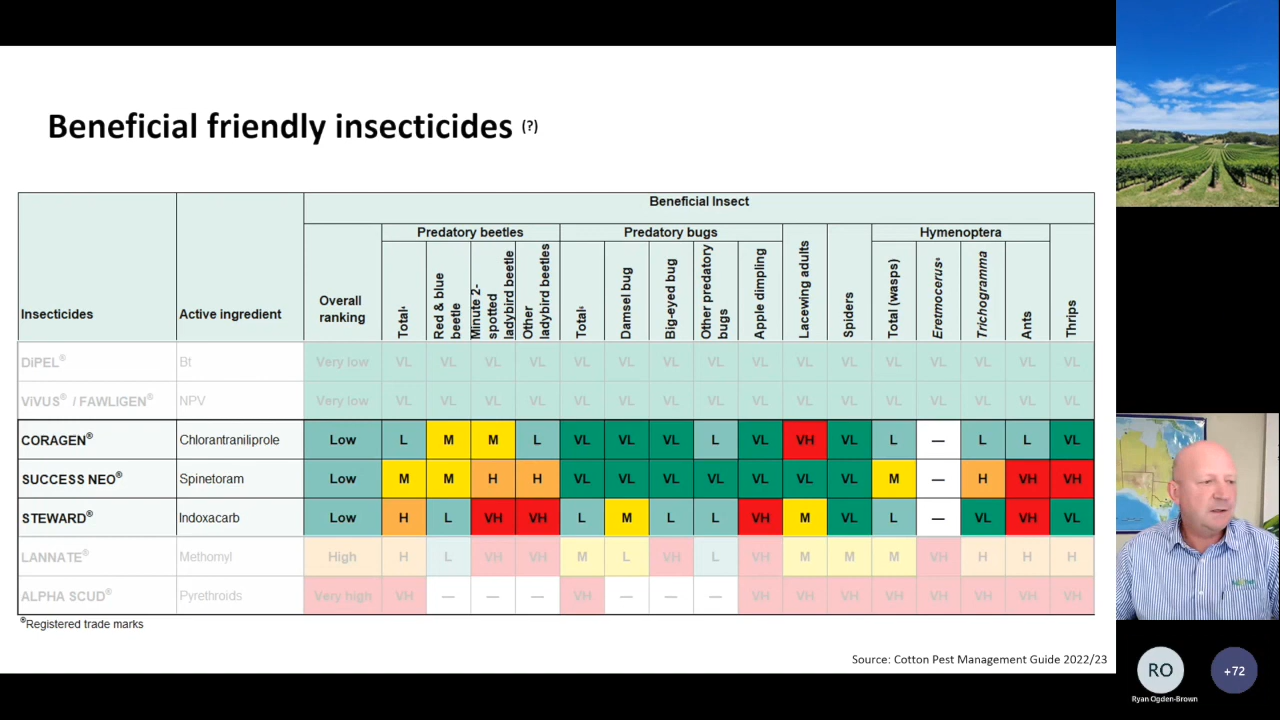 Beneficial friendly insecticides (?)
Beneficial Insect
Predatory beetles Predatory bugs Hymenoptera
Insecticides Active ingredient Overall ranking Total⁴ Red & blue beetle Minute 2-spotted ladybird beetle Other ladybird beetles Damsel bug Big-eyed bug Other predatory bugs Apple dimpling Lacewing adults Spiders Total (wasps) Eretmocerus Trichogramma Ants Thrips
DiPEL® Bt Very low VL VL VL VL VL VL VL VL VL VL VL VL VL VL VL VL
ViVUS® / FAWLIGEN® NPV Very low VL VL VL VL VL VL VL VL VL VL VL VL VL VL VL VL
CORAGEN® Chlorantraniliprole Low L M M L VL VL VL L VL VH VL L — L L VL
SUCCESS NEO® Spinetoram Low M M H H VL VL VL VL VL VL VL M — H VH VH
STEWARD® Indoxacarb Low H L VH VH L M L L VH M VL L — VL VH VL
LANNATE® Methomyl High H L VH VH M L VH L VH M M M VH H H H
ALPHA SCUD® Pyrethroids Very high VH — — — VH — — — VH VH VH VH VH VH VH VH
®Registered trade marks
Source: Cotton Pest Management Guide 2022/23
RO
+72
Ryan Ogden-Brown